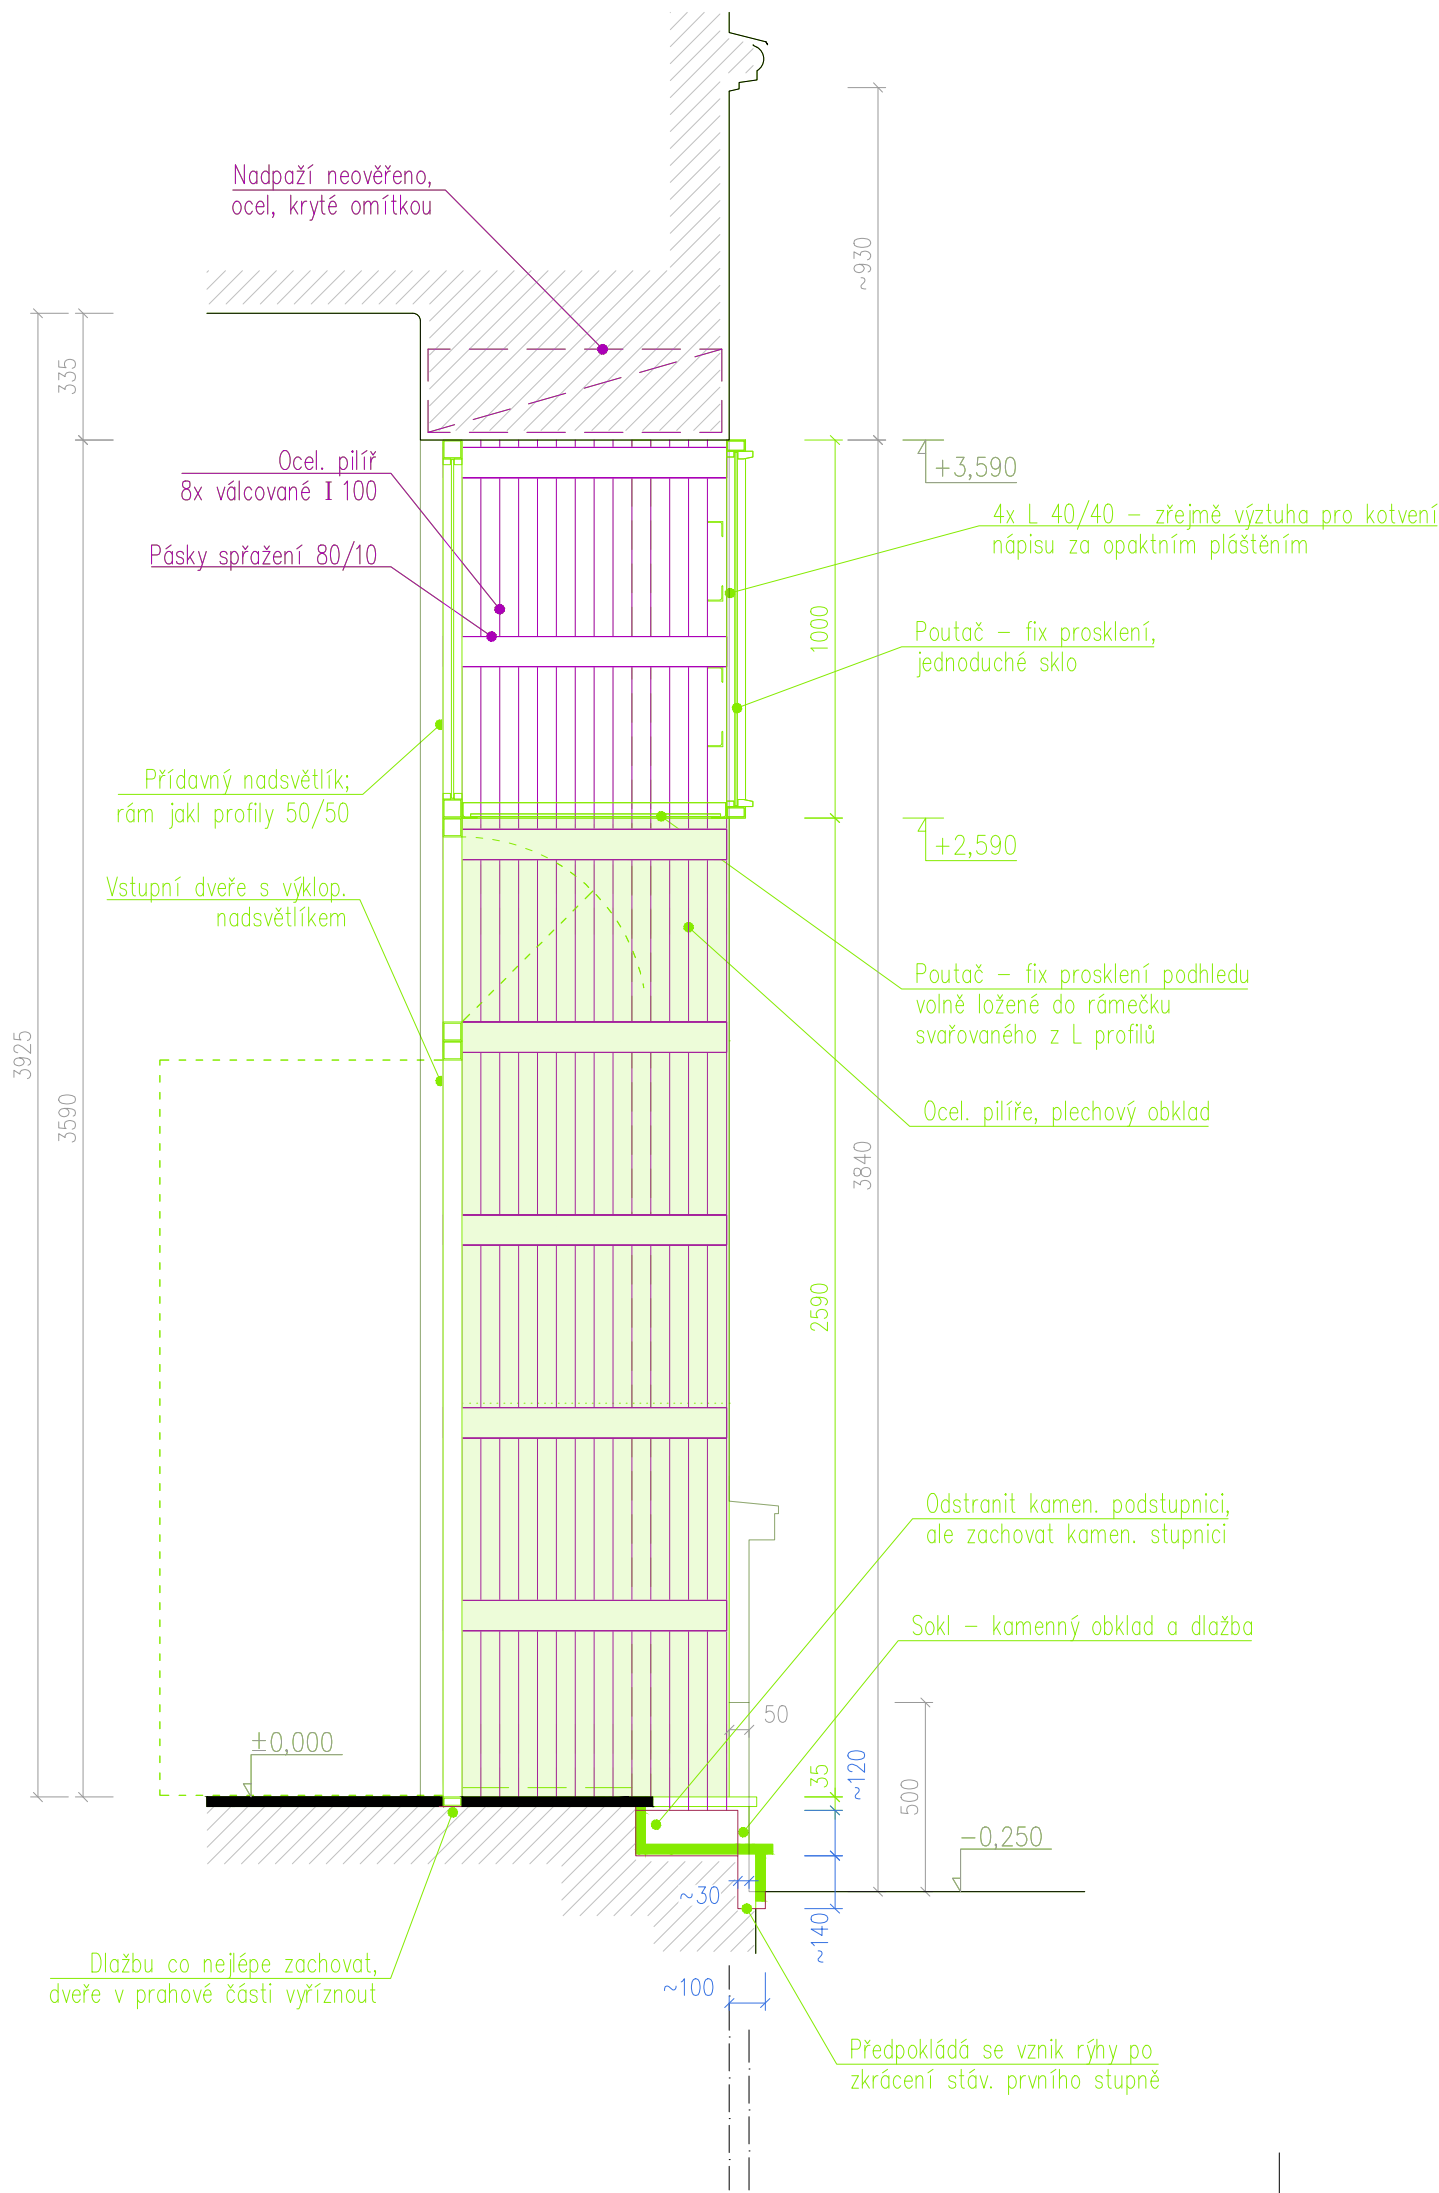 Nadpaží neověřeno,
ocel, kryté omítkou
~930
335
Ocel. pilíř
8x válcované I 100
Pásky spřažení 80/10
+3,590
4x L 40/40 – zřejmě výztuha pro kotvení
nápisu za opaktním pláštěním
1000
Poutač – fix prosklení,
jednoduché sklo
Přídavný nadsvětlík;
rám jakl profily 50/50
+2,590
Vstupní dveře s výklop.
nadsvětlíkem
Poutač – fix prosklení podhledu
volně ložené do rámečku
svařovaného z L profilů
3925
3590
Ocel. pilíře, plechový obklad
3840
2590
Odstranit kamen. podstupnici,
ale zachovat kamen. stupnici
Sokl – kamenný obklad a dlažba
50
±0,000
35
~120
500
-0,250
~30
~140
Dlažbu co nejlépe zachovat,
dveře v prahové části vyříznout
~100
Předpokládá se vznik rýhy po
zkrácení stáv. prvního stupně